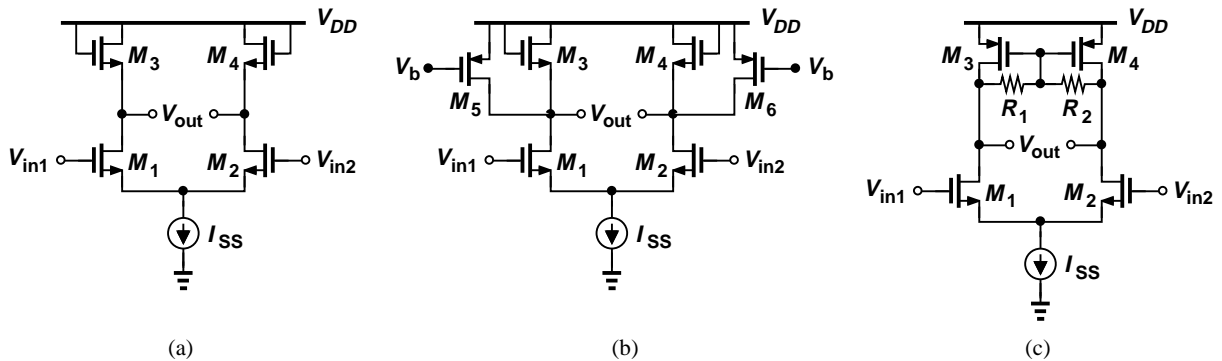 V_DD
M_3
M_4
V_out
V_in1
M_1
M_2
V_in2
I_SS
(a)
V_DD
V_b
M_3
M_4
V_b
M_5
M_6
V_out
V_in1
M_1
M_2
V_in2
I_SS
(b)
V_DD
M_3
M_4
R_1
R_2
V_out
V_in1
M_1
M_2
V_in2
I_SS
(c)